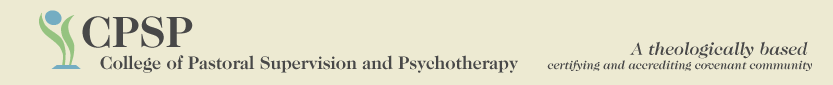 CPSP
College of Pastoral Supervision and Psychotherapy
A theologically based
certifying and accrediting covenant community